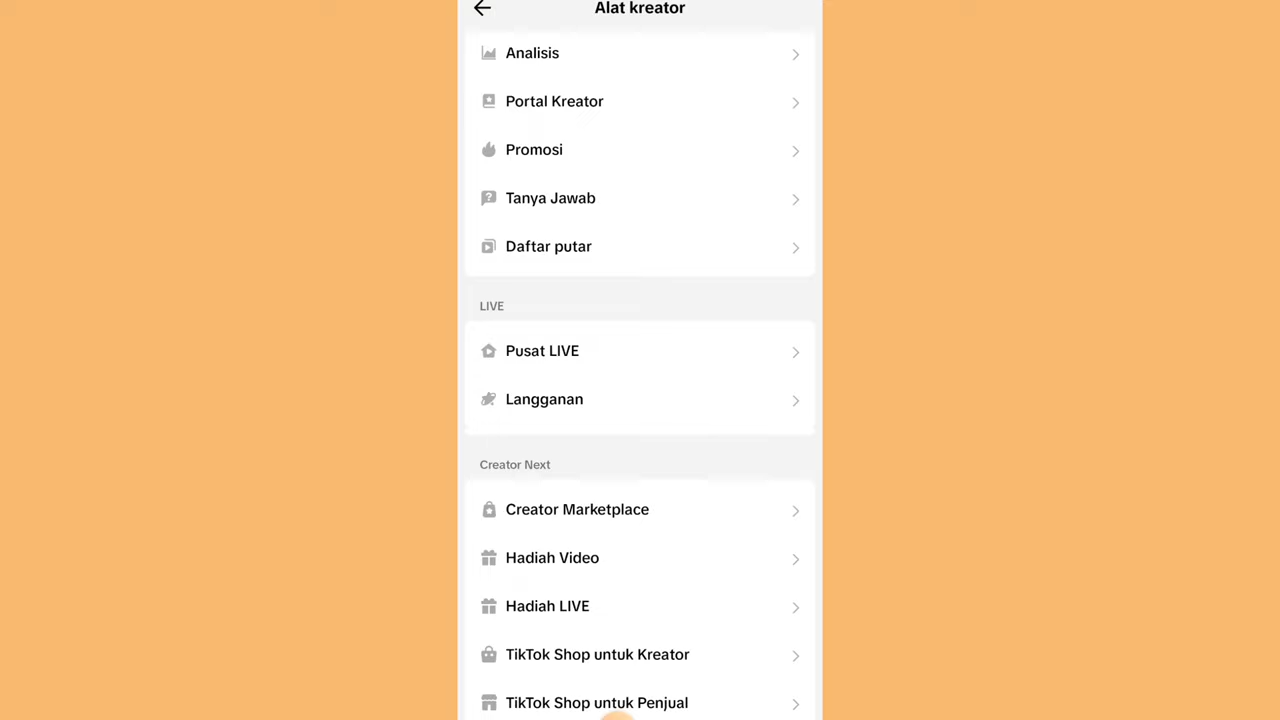 Alat kreator
Analisis
Portal Kreator
Promosi
Tanya Jawab
Daftar putar
LIVE
Pusat LIVE
Langganan
Creator Next
Creator Marketplace
Hadiah Video
Hadiah LIVE
TikTok Shop untuk Kreator
TikTok Shop untuk Penjual